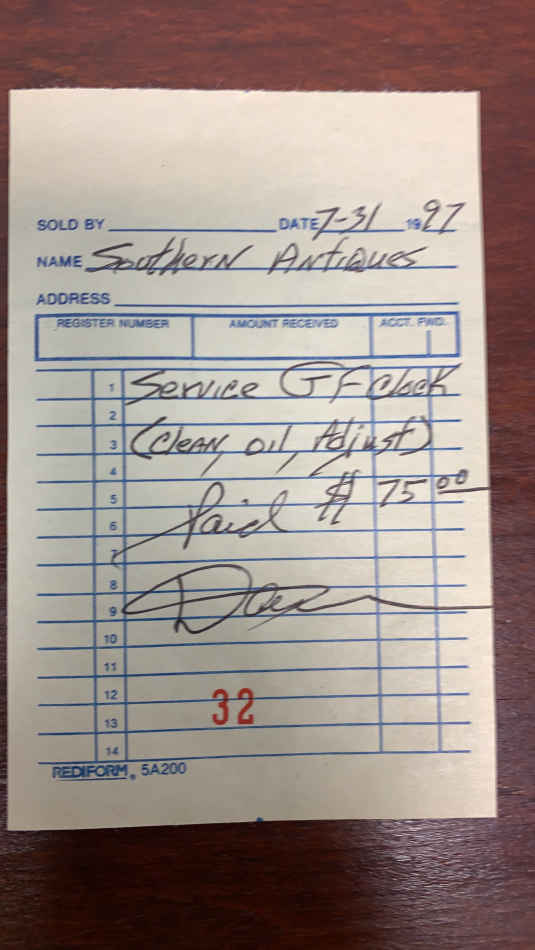 SOLD BY DATE 7-31 1997
NAME Southern Antiques
ADDRESS
REGISTER NUMBER AMOUNT RECEIVED ACCT. FWD.
1 Service GF Clock
2
3 (Clean, oil, Adjust)
4
5 Paid $ 75 00
6
7
8
9
10
11
12 32
13
14
REDIFORM® 5A200